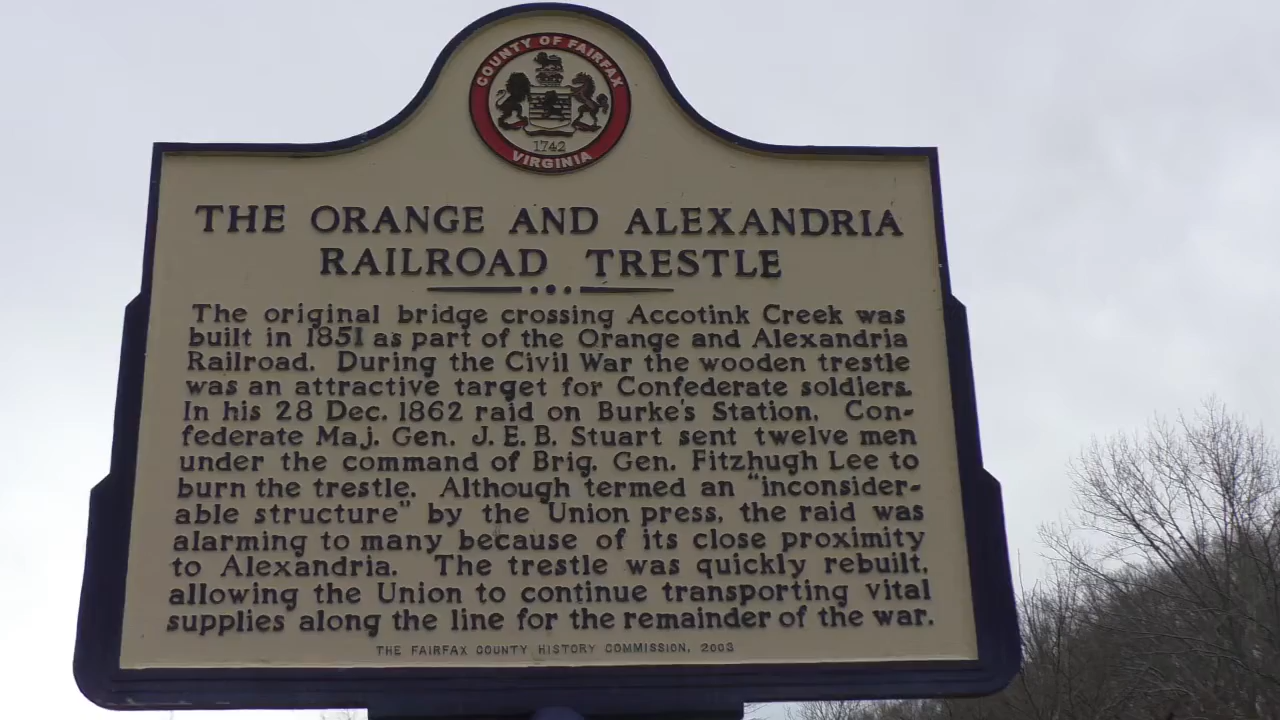 COUNTY OF FAIRFAX
1742
VIRGINIA
THE ORANGE AND ALEXANDRIA
RAILROAD TRESTLE
The original bridge crossing Accotink Creek was
built in 1851 as part of the Orange and Alexandria
Railroad. During the Civil War the wooden trestle
was an attractive target for Confederate soldiers.
In his 28 Dec. 1862 raid on Burke's Station, Con-
federate Maj. Gen. J. E. B. Stuart sent twelve men
under the command of Brig. Gen. Fitzhugh Lee to
burn the trestle. Although termed an "inconsider-
able structure" by the Union press, the raid was
alarming to many because of its close proximity
to Alexandria. The trestle was quickly rebuilt,
allowing the Union to continue transporting vital
supplies along the line for the remainder of the war.
THE FAIRFAX COUNTY HISTORY COMMISSION, 2003